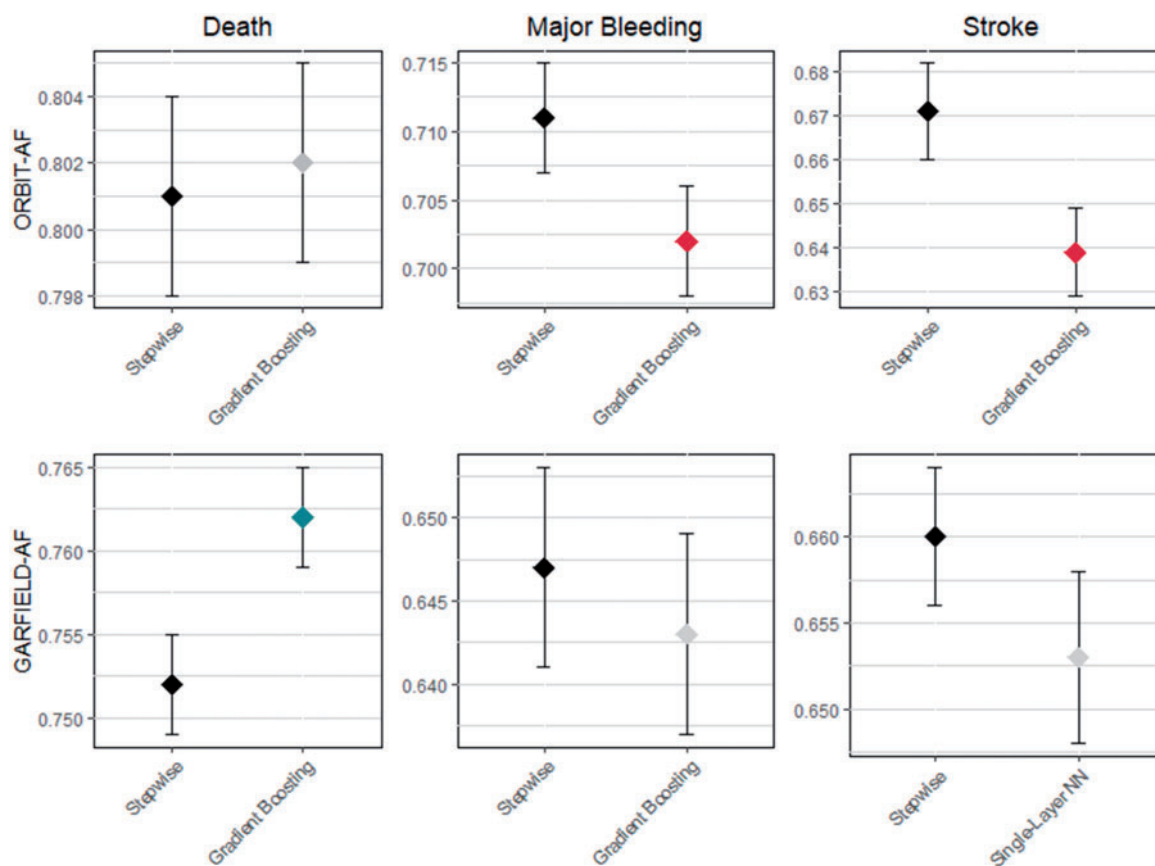 Death
Major Bleeding
Stroke
ORBIT-AF
0.804
0.802
0.800
0.798
Stepwise
Gradient Boosting
0.715
0.710
0.705
0.700
Stepwise
Gradient Boosting
0.68
0.67
0.66
0.65
0.64
0.63
Stepwise
Gradient Boosting
GARFIELD-AF
0.765
0.760
0.755
0.750
Stepwise
Gradient Boosting
0.650
0.645
0.640
Stepwise
Gradient Boosting
0.660
0.655
0.650
Stepwise
Single-Layer NN